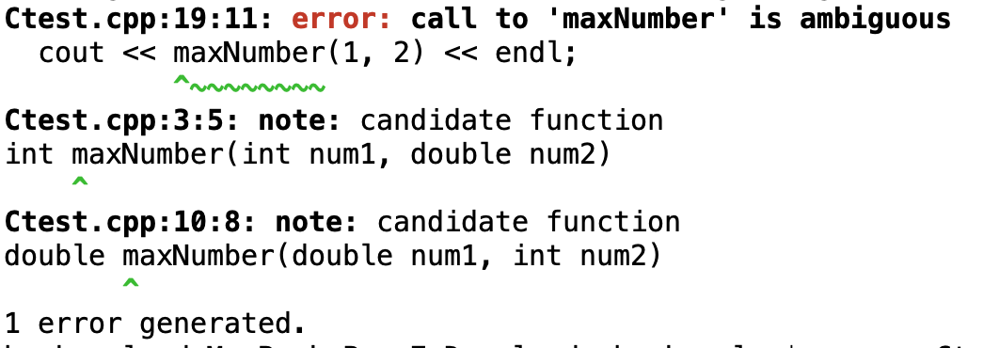 Ctest.cpp:19:11: error: call to 'maxNumber' is ambiguous
  cout << maxNumber(1, 2) << endl;
          ^~~~~~~~~
Ctest.cpp:3:5: note: candidate function
int maxNumber(int num1, double num2)
    ^
Ctest.cpp:10:8: note: candidate function
double maxNumber(double num1, int num2)
       ^
1 error generated.